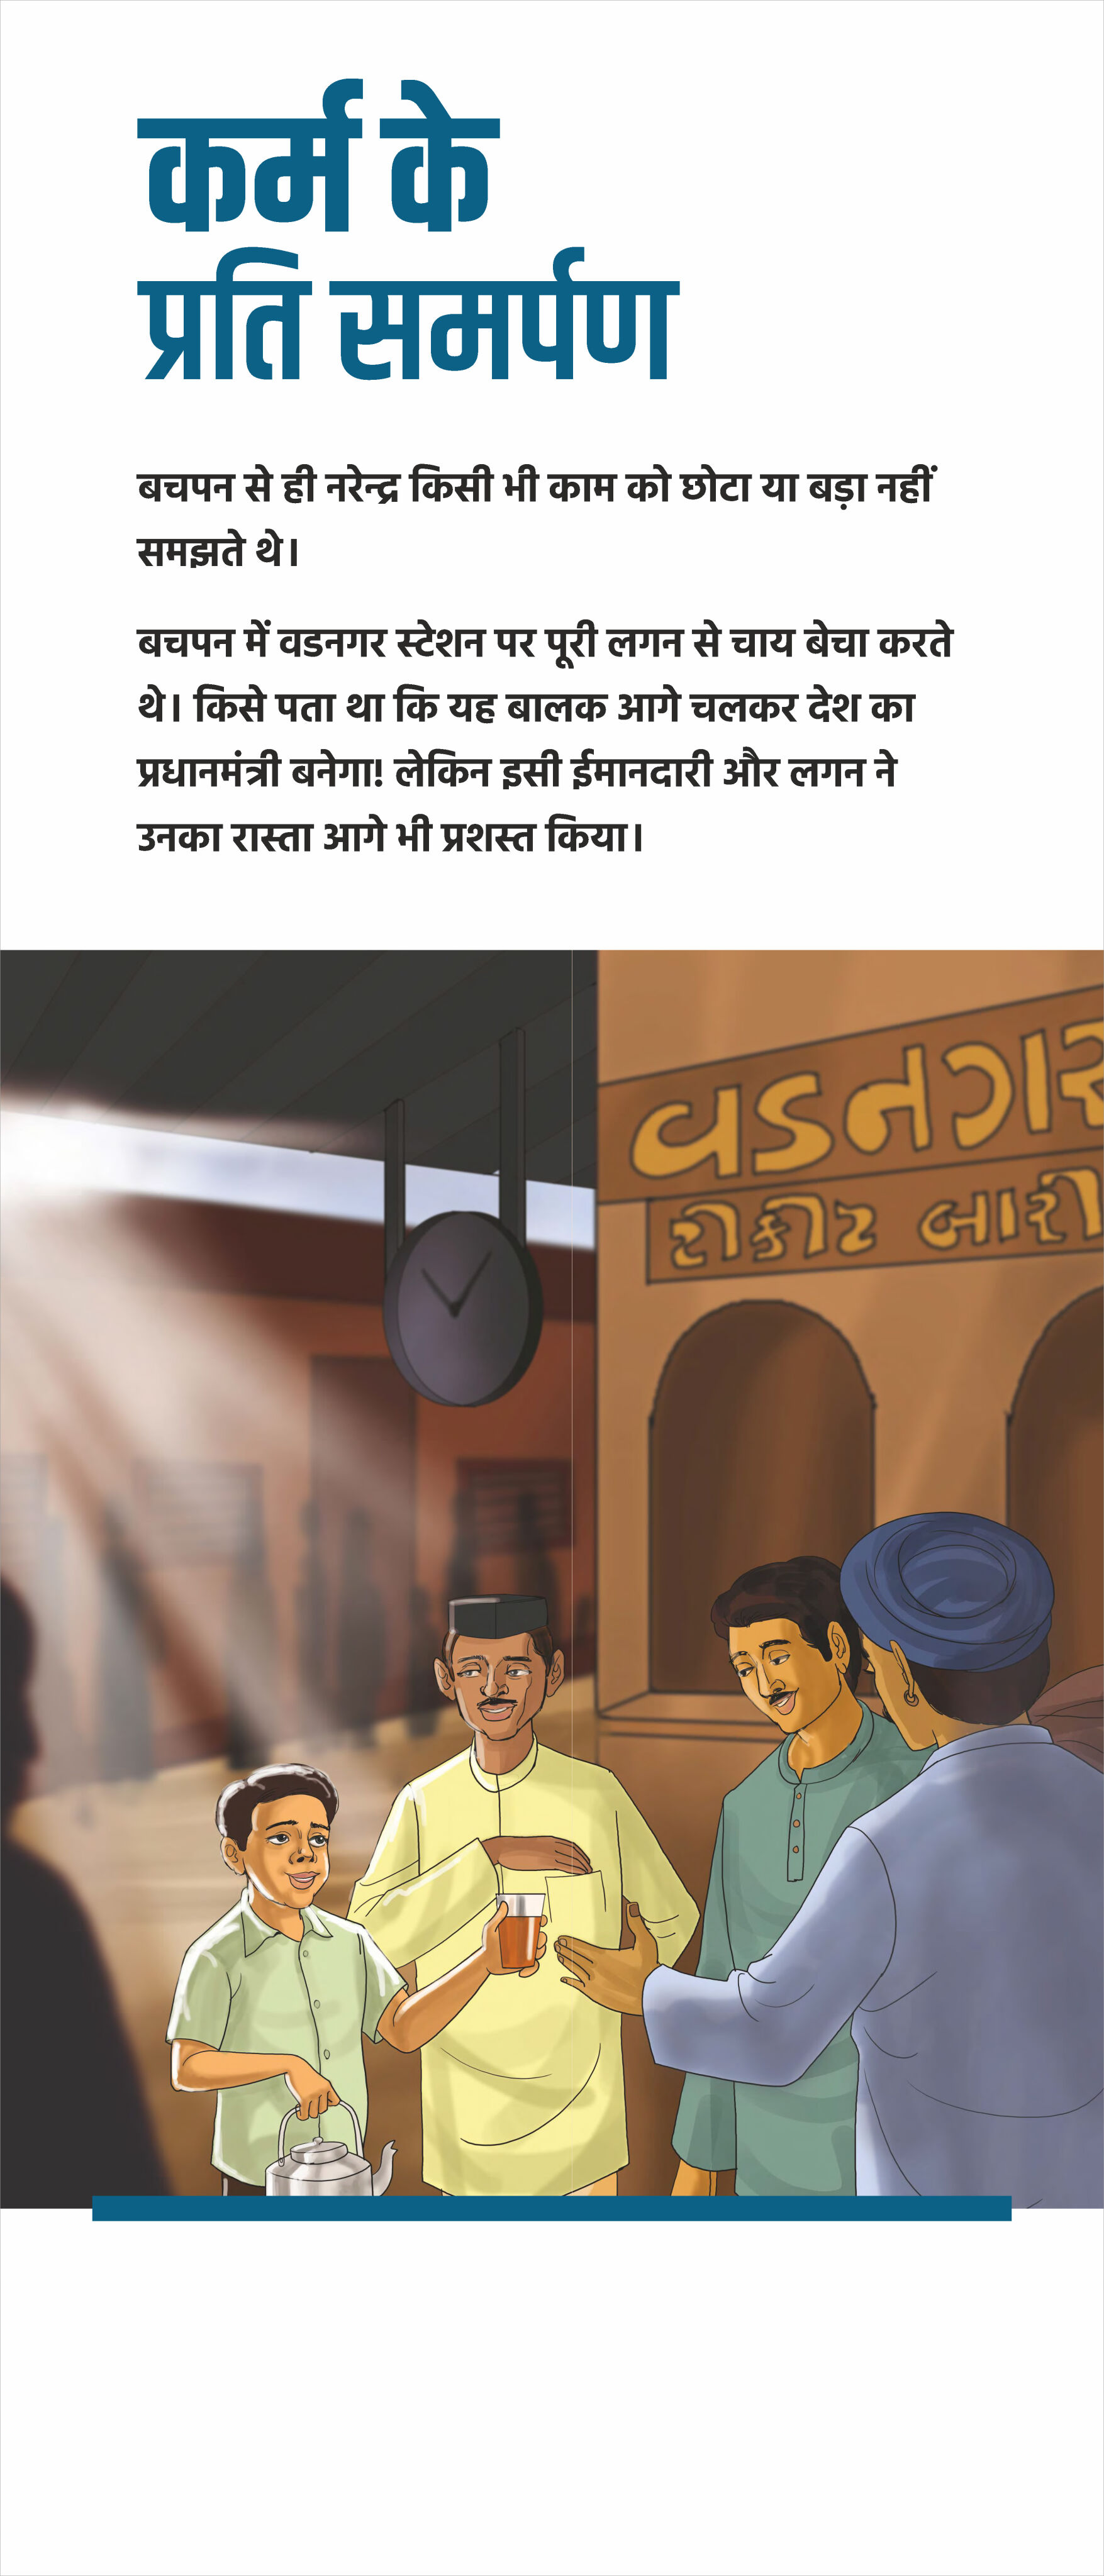 कर्म के
प्रति समर्पण
बचपन से ही नरेन्द्र किसी भी काम को छोटा या बड़ा नहीं
समझते थे।
बचपन में वडनगर स्टेशन पर पूरी लगन से चाय बेचा करते
थे। किसे पता था कि यह बालक आगे चलकर देश का
प्रधानमंत्री बनेगा! लेकिन इसी ईमानदारी और लगन ने
उनका रास्ता आगे भी प्रशस्त किया।
વડનગર
ટીકીટ બારી